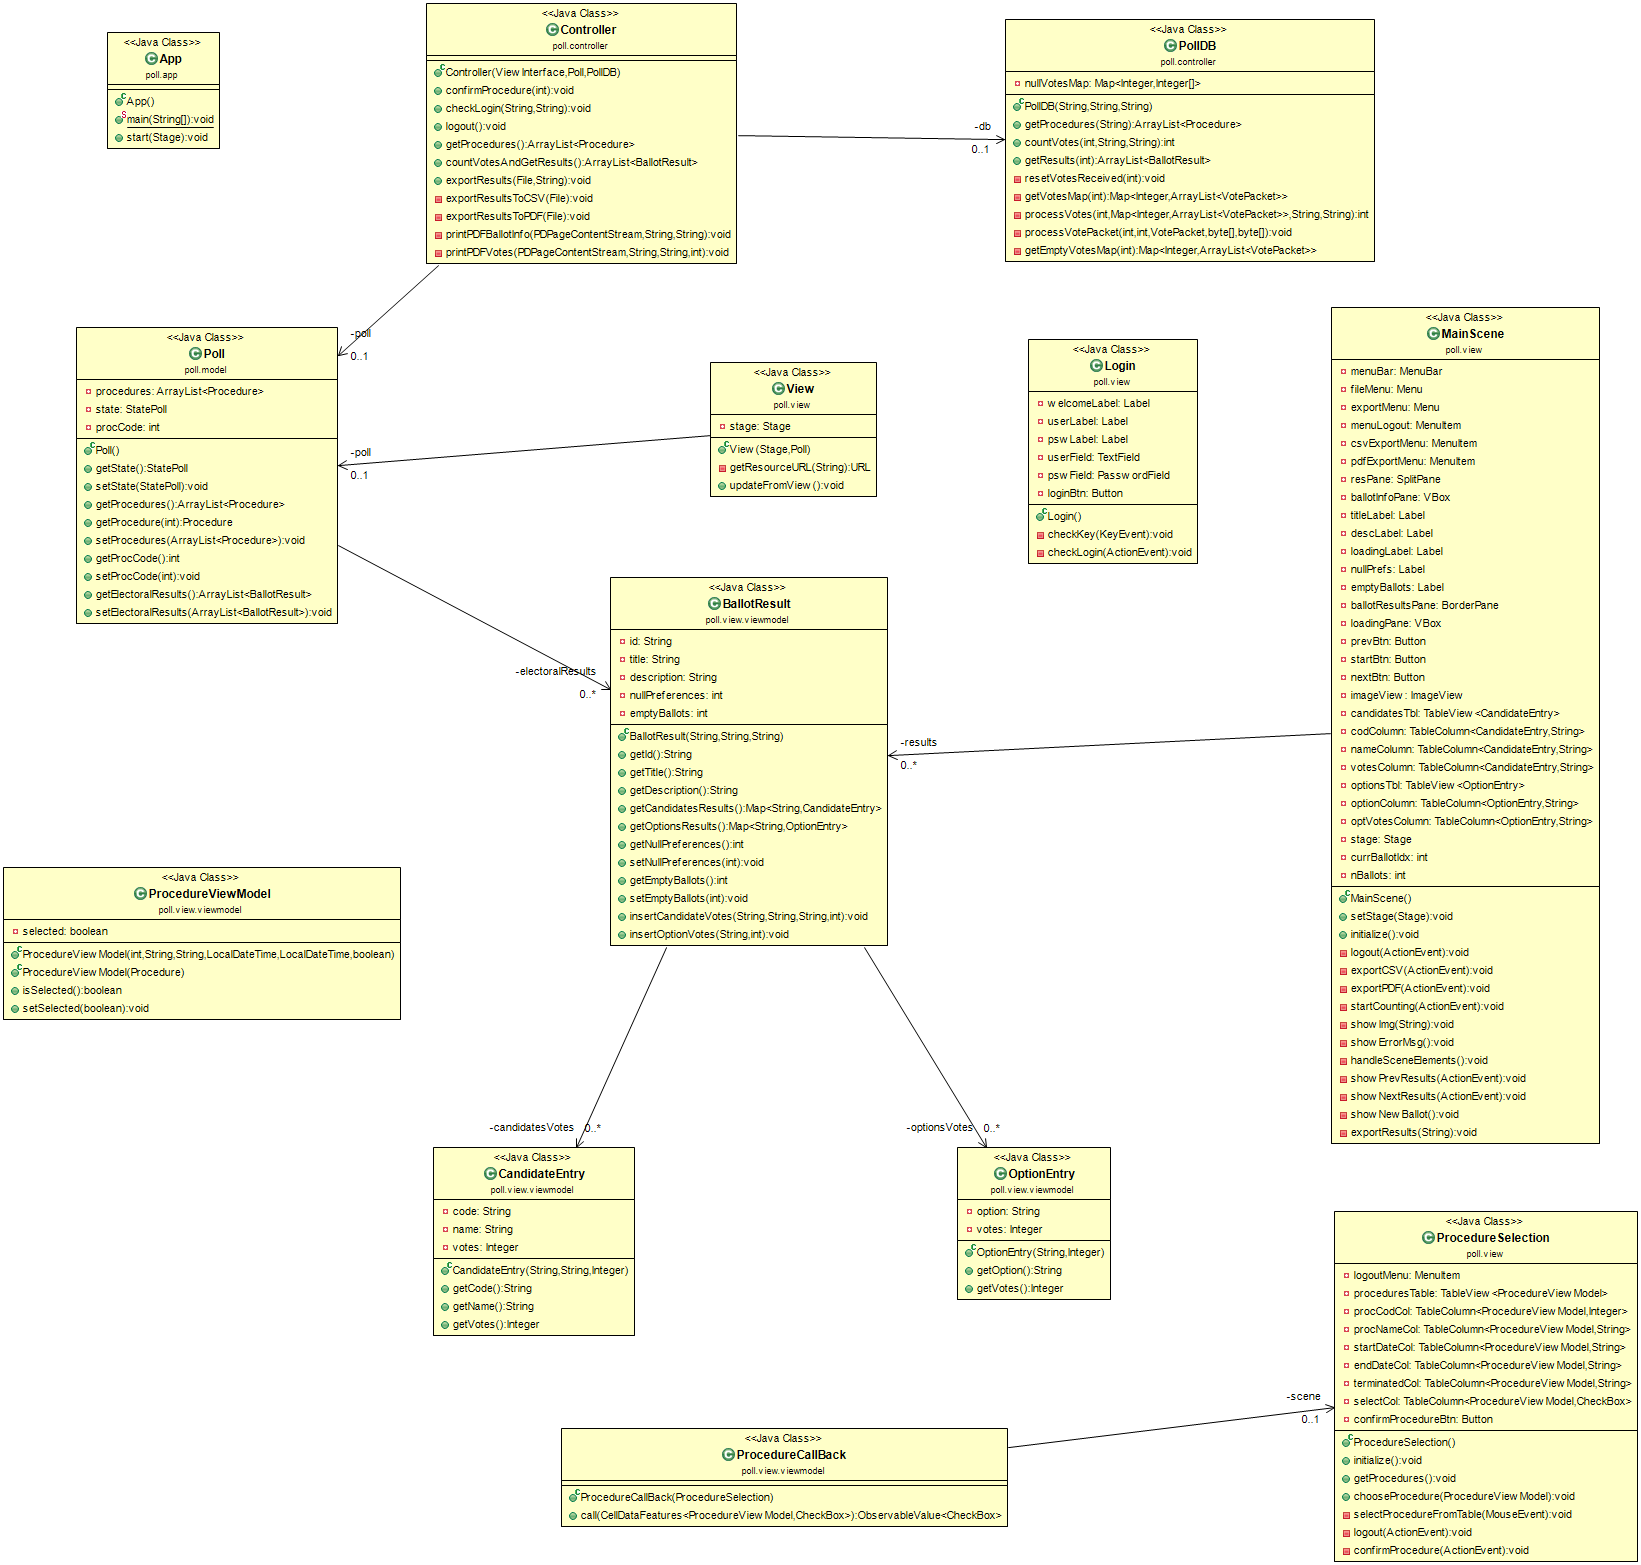 <<Java Class>>
App
poll.app
App()
main(String[]):void
start(Stage):void
<<Java Class>>
Controller
poll.controller
Controller(View Interface,Poll,PollDB)
confirmProcedure(int):void
checkLogin(String,String):void
logout():void
getProcedures():ArrayList<Procedure>
countVotesAndGetResults():ArrayList<BallotResult>
exportResults(File,String):void
exportResultsToCSV(File):void
exportResultsToPDF(File):void
printPDFBallotInfo(PDPageContentStream,String,String):void
printPDFVotes(PDPageContentStream,String,String,int):void
-db
0..1
<<Java Class>>
PollDB
poll.controller
nullVotesMap: Map<Integer,Integer[]>
PollDB(String,String,String)
getProcedures(String):ArrayList<Procedure>
countVotes(int,String,String):int
getResults(int):ArrayList<BallotResult>
resetVotesReceived(int):void
getVotesMap(int):Map<Integer,ArrayList<VotePacket>>
processVotes(int,Map<Integer,ArrayList<VotePacket>>,String,String):int
processVotePacket(int,int,VotePacket,byte[],byte[]):void
getEmptyVotesMap(int):Map<Integer,ArrayList<VotePacket>>
-poll
0..1
<<Java Class>>
Poll
poll.model
procedures: ArrayList<Procedure>
state: StatePoll
procCode: int
Poll()
getState():StatePoll
setState(StatePoll):void
getProcedures():ArrayList<Procedure>
getProcedure(int):Procedure
setProcedures(ArrayList<Procedure>):void
getProcCode():int
setProcCode(int):void
getElectoralResults():ArrayList<BallotResult>
setElectoralResults(ArrayList<BallotResult>):void
-poll
0..1
<<Java Class>>
View
poll.view
stage: Stage
View (Stage,Poll)
getResourceURL(String):URL
updateFromView ():void
<<Java Class>>
Login
poll.view
w elcomeLabel: Label
userLabel: Label
psw Label: Label
userField: TextField
psw Field: Passw ordField
loginBtn: Button
Login()
checkKey(KeyEvent):void
checkLogin(ActionEvent):void
<<Java Class>>
MainScene
poll.view
menuBar: MenuBar
fileMenu: Menu
exportMenu: Menu
menuLogout: MenuItem
csvExportMenu: MenuItem
pdfExportMenu: MenuItem
resPane: SplitPane
ballotInfoPane: VBox
titleLabel: Label
descLabel: Label
loadingLabel: Label
nullPrefs: Label
emptyBallots: Label
ballotResultsPane: BorderPane
loadingPane: VBox
prevBtn: Button
startBtn: Button
nextBtn: Button
imageView : ImageView
candidatesTbl: TableView <CandidateEntry>
codColumn: TableColumn<CandidateEntry,String>
nameColumn: TableColumn<CandidateEntry,String>
votesColumn: TableColumn<CandidateEntry,String>
optionsTbl: TableView <OptionEntry>
optionColumn: TableColumn<OptionEntry,String>
optVotesColumn: TableColumn<OptionEntry,String>
stage: Stage
currBallotIdx: int
nBallots: int
MainScene()
setStage(Stage):void
initialize():void
logout(ActionEvent):void
exportCSV(ActionEvent):void
exportPDF(ActionEvent):void
startCounting(ActionEvent):void
show Img(String):void
show ErrorMsg():void
handleSceneElements():void
show PrevResults(ActionEvent):void
show NextResults(ActionEvent):void
show New Ballot():void
exportResults(String):void
-electoralResults
0..*
<<Java Class>>
BallotResult
poll.view.viewmodel
id: String
title: String
description: String
nullPreferences: int
emptyBallots: int
BallotResult(String,String,String)
getId():String
getTitle():String
getDescription():String
getCandidatesResults():Map<String,CandidateEntry>
getOptionsResults():Map<String,OptionEntry>
getNullPreferences():int
setNullPreferences(int):void
getEmptyBallots():int
setEmptyBallots(int):void
insertCandidateVotes(String,String,String,int):void
insertOptionVotes(String,int):void
-results
0..*
<<Java Class>>
ProcedureViewModel
poll.view.viewmodel
selected: boolean
ProcedureView Model(int,String,String,LocalDateTime,LocalDateTime,boolean)
ProcedureView Model(Procedure)
isSelected():boolean
setSelected(boolean):void
-candidatesVotes
0..*
<<Java Class>>
CandidateEntry
poll.view.viewmodel
code: String
name: String
votes: Integer
CandidateEntry(String,String,Integer)
getCode():String
getName():String
getVotes():Integer
-optionsVotes
0..*
<<Java Class>>
OptionEntry
poll.view.viewmodel
option: String
votes: Integer
OptionEntry(String,Integer)
getOption():String
getVotes():Integer
<<Java Class>>
ProcedureSelection
poll.view
logoutMenu: MenuItem
proceduresTable: TableView <ProcedureView Model>
procCodCol: TableColumn<ProcedureView Model,Integer>
procNameCol: TableColumn<ProcedureView Model,String>
startDateCol: TableColumn<ProcedureView Model,String>
endDateCol: TableColumn<ProcedureView Model,String>
terminatedCol: TableColumn<ProcedureView Model,String>
selectCol: TableColumn<ProcedureView Model,CheckBox>
confirmProcedureBtn: Button
ProcedureSelection()
initialize():void
getProcedures():void
chooseProcedure(ProcedureView Model):void
selectProcedureFromTable(MouseEvent):void
logout(ActionEvent):void
confirmProcedure(ActionEvent):void
-scene
0..1
<<Java Class>>
ProcedureCallBack
poll.view.viewmodel
ProcedureCallBack(ProcedureSelection)
call(CellDataFeatures<ProcedureView Model,CheckBox>):ObservableValue<CheckBox>